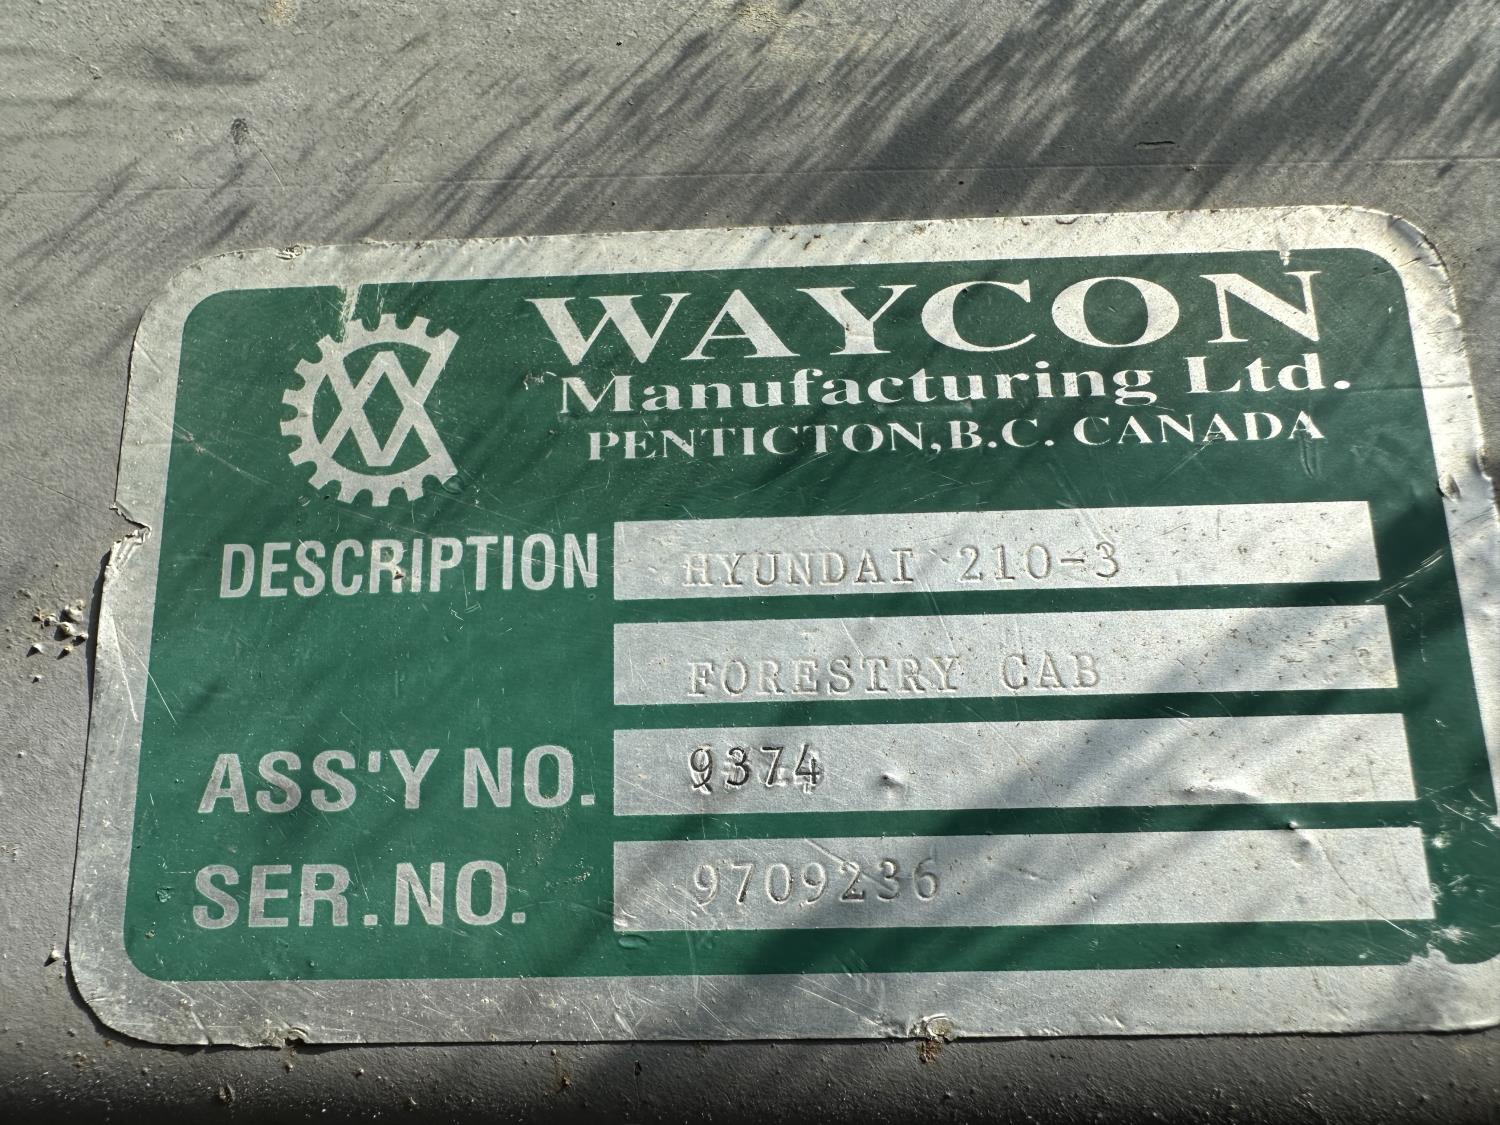 WAYCON
Manufacturing Ltd.
PENTICTON, B.C. CANADA
DESCRIPTION HYUNDAI 210-3
FORESTRY CAB
ASS'Y NO. 9374
SER. NO. 9709236